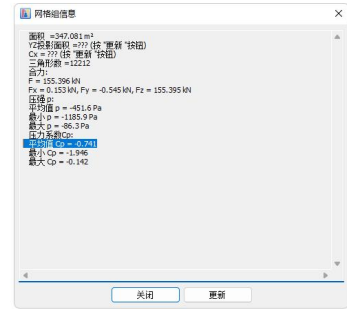 网格组信息
面积 =347.081 m²
YZ投影面积 =??? (按 "更新 "按钮)
Cx = ??? (按 "更新 "按钮)
三角形数 =12212
合力:
F = 155.396 kN
Fx = 0.153 kN, Fy = -0.545 kN, Fz = 155.395 kN
压强 p:
平均值 p = -451.6 Pa
最小 p = -1185.9 Pa
最大 p = -86.3 Pa
压力系数Cp:
平均值 Cp = -0.741
最小 Cp = -1.946
最大 Cp = -0.142
关闭
更新